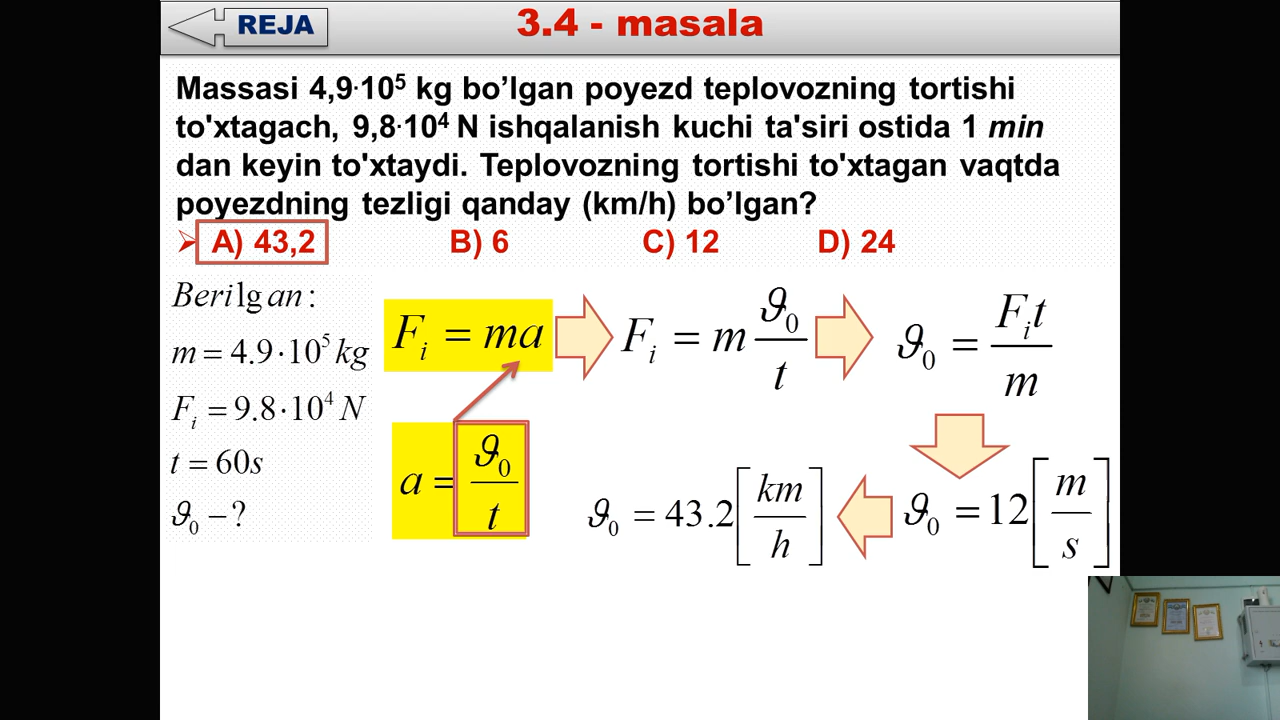 REJA
3.4 - masala
Massasi 4,9·10⁵ kg bo’lgan poyezd teplovozning tortishi
to'xtagach, 9,8·10⁴ N ishqalanish kuchi ta'siri ostida 1 min
dan keyin to'xtaydi. Teplovozning tortishi to'xtagan vaqtda
poyezdning tezligi qanday (km/h) bo’lgan?
➢ A) 43,2 B) 6 C) 12 D) 24
Berilgan:
m = 4.9·10⁵ kg
Fᵢ = 9.8·10⁴ N
t = 60s
ϑ₀ – ?
Fᵢ = ma
Fᵢ = m ϑ₀/t
ϑ₀ = Fᵢt/m
a = ϑ₀/t
ϑ₀ = 43.2[km/h]
ϑ₀ = 12[m/s]